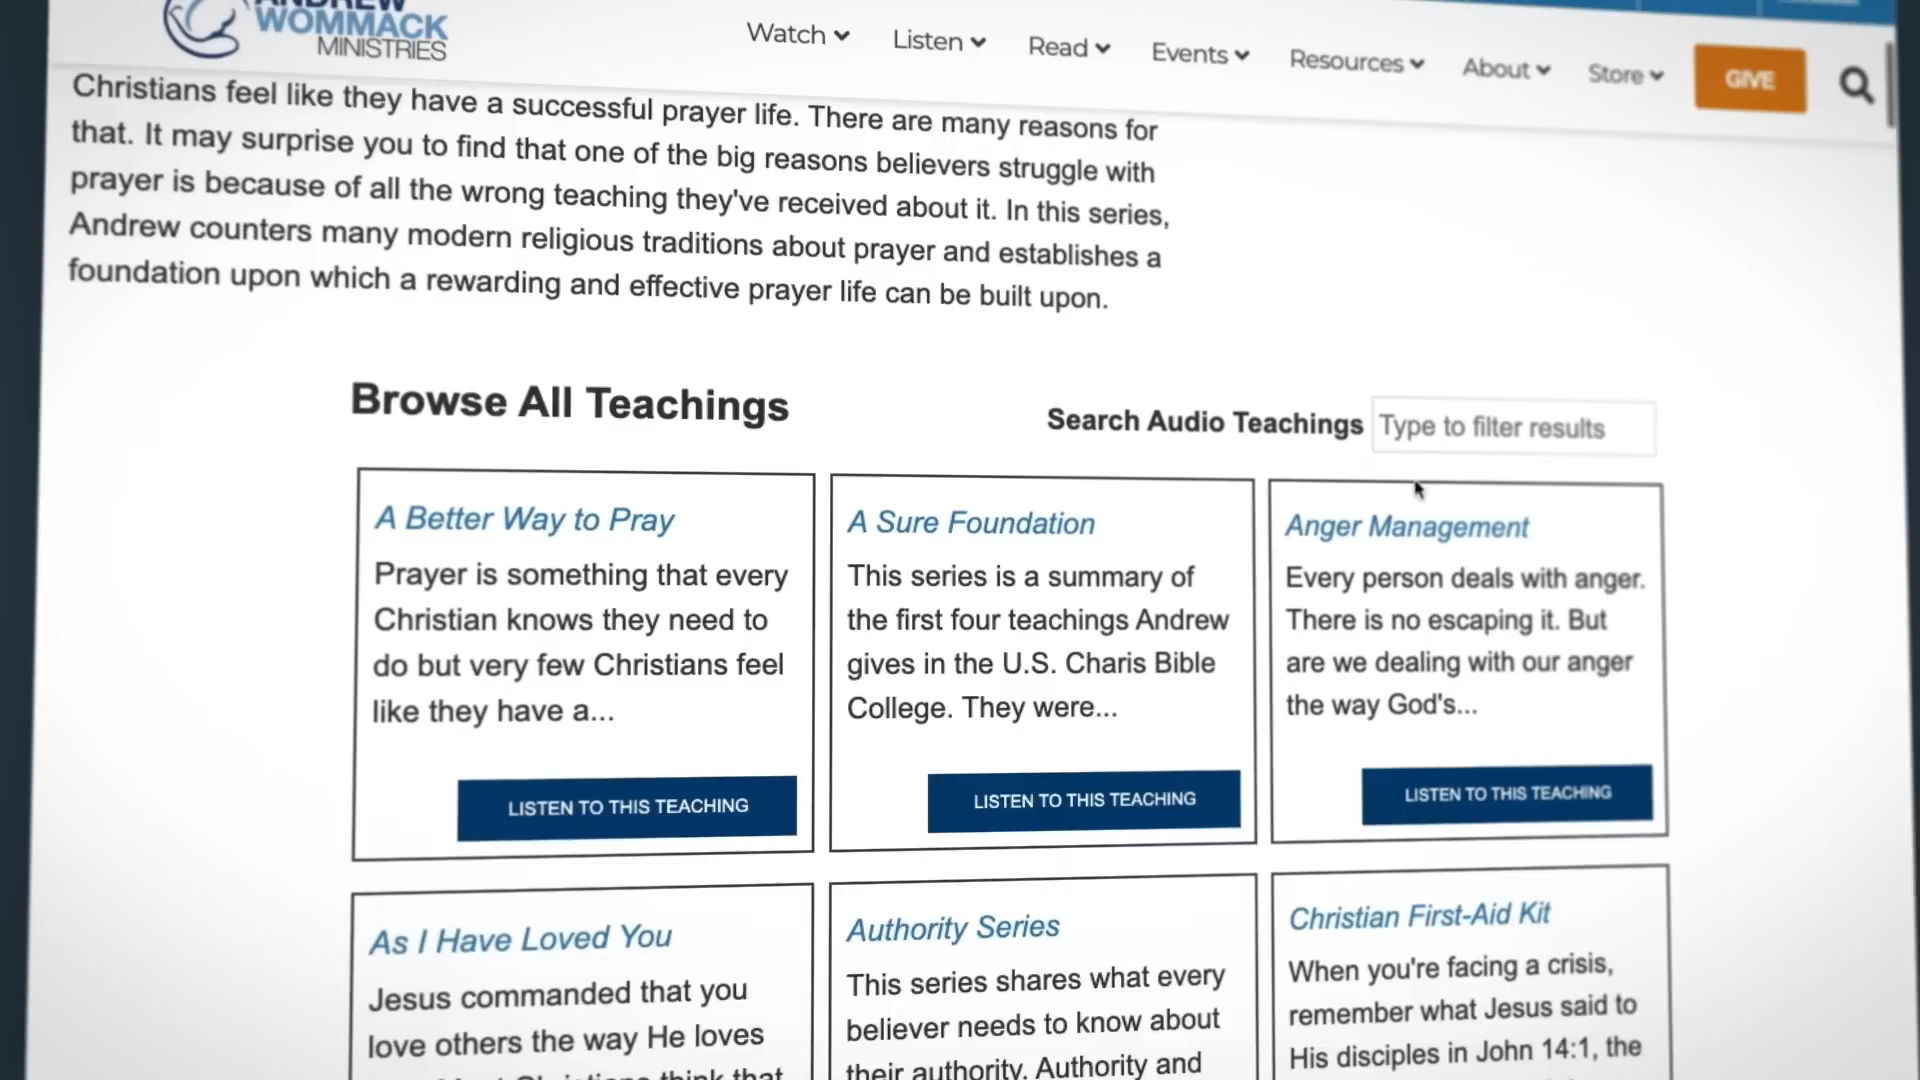 ANDREW
WOMMACK
MINISTRIES
Watch
Listen
Read
Events
Resources
About
Store
GIVE
Christians feel like they have a successful prayer life. There are many reasons for
that. It may surprise you to find that one of the big reasons believers struggle with
prayer is because of all the wrong teaching they've received about it. In this series,
Andrew counters many modern religious traditions about prayer and establishes a
foundation upon which a rewarding and effective prayer life can be built upon.
Browse All Teachings
Search Audio Teachings
Type to filter results
A Better Way to Pray
Prayer is something that every
Christian knows they need to
do but very few Christians feel
like they have a...
LISTEN TO THIS TEACHING
A Sure Foundation
This series is a summary of
the first four teachings Andrew
gives in the U.S. Charis Bible
College. They were...
LISTEN TO THIS TEACHING
Anger Management
Every person deals with anger.
There is no escaping it. But
are we dealing with our anger
the way God's...
LISTEN TO THIS TEACHING
As I Have Loved You
Jesus commanded that you
love others the way He loves
think that
Authority Series
This series shares what every
believer needs to know about
their authority. Authority and
Christian First-Aid Kit
When you're facing a crisis,
remember what Jesus said to
His disciples in John 14:1, the